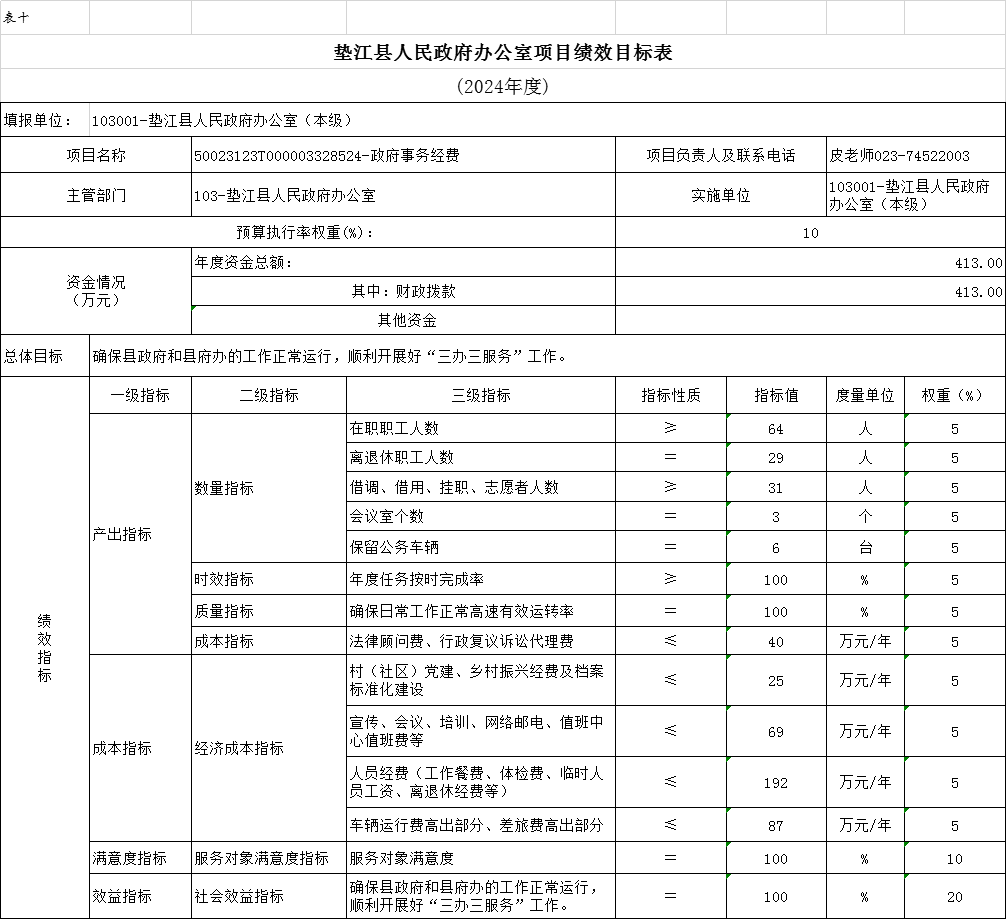 表十
垫江县人民政府办公室项目绩效目标表
(2024年度)
填报单位： 103001-垫江县人民政府办公室（本级）
项目名称 50023123T000003328524-政府事务经费 项目负责人及联系电话 皮老师023-74522003
主管部门 103-垫江县人民政府办公室 实施单位 103001-垫江县人民政府
办公室（本级）
预算执行率权重(%)： 10
资金情况
（万元）
年度资金总额： 413.00
其中：财政拨款 413.00
其他资金
总体目标 确保县政府和县府办的工作正常运行，顺利开展好“三办三服务”工作。
绩
效
指
标
一级指标 二级指标 三级指标 指标性质 指标值 度量单位 权重（%）
产出指标
数量指标
在职职工人数 ≥ 64 人 5
离退休职工人数 ＝ 29 人 5
借调、借用、挂职、志愿者人数 ≥ 31 人 5
会议室个数 ＝ 3 个 5
保留公务车辆 ＝ 6 台 5
时效指标 年度任务按时完成率 ≥ 100 % 5
质量指标 确保日常工作正常高速有效运转率 ＝ 100 % 5
成本指标 法律顾问费、行政复议诉讼代理费 ≤ 40 万元/年 5
成本指标
经济成本指标
村（社区）党建、乡村振兴经费及档案
标准化建设 ≤ 25 万元/年 5
宣传、会议、培训、网络邮电、值班中
心值班费等 ≤ 69 万元/年 5
人员经费（工作餐费、体检费、临时人
员工资、离退休经费等） ≤ 192 万元/年 5
车辆运行费高出部分、差旅费高出部分 ≤ 87 万元/年 5
满意度指标 服务对象满意度指标 服务对象满意度 ＝ 100 % 10
效益指标 社会效益指标 确保县政府和县府办的工作正常运行，
顺利开展好“三办三服务”工作。 ＝ 100 % 20